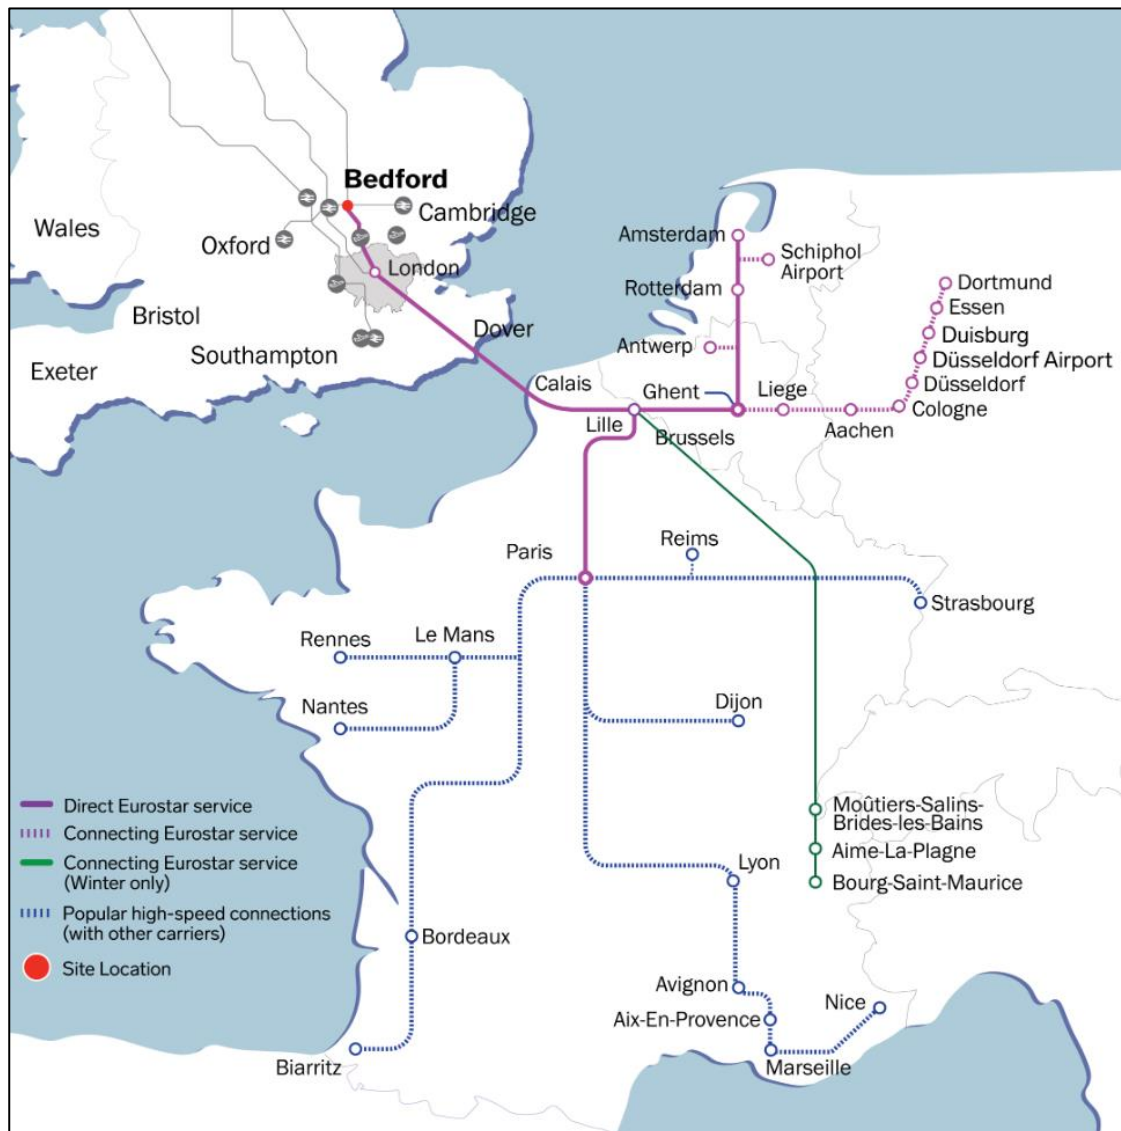 Bedford
Wales
Cambridge
Oxford
London
Bristol
Dover
Southampton
Exeter
Amsterdam
Schiphol
Airport
Rotterdam
Antwerp
Dortmund
Essen
Duisburg
Düsseldorf Airport
Düsseldorf
Cologne
Calais
Ghent
Liege
Lille
Brussels
Aachen
Paris
Reims
Strasbourg
Rennes
Le Mans
Nantes
Dijon
Moûtiers-Salins-
Brides-les-Bains
Aime-La-Plagne
Bourg-Saint-Maurice
Lyon
Bordeaux
Avignon
Nice
Aix-En-Provence
Marseille
Biarritz
Direct Eurostar service
Connecting Eurostar service
Connecting Eurostar service
(Winter only)
Popular high-speed connections
(with other carriers)
Site Location